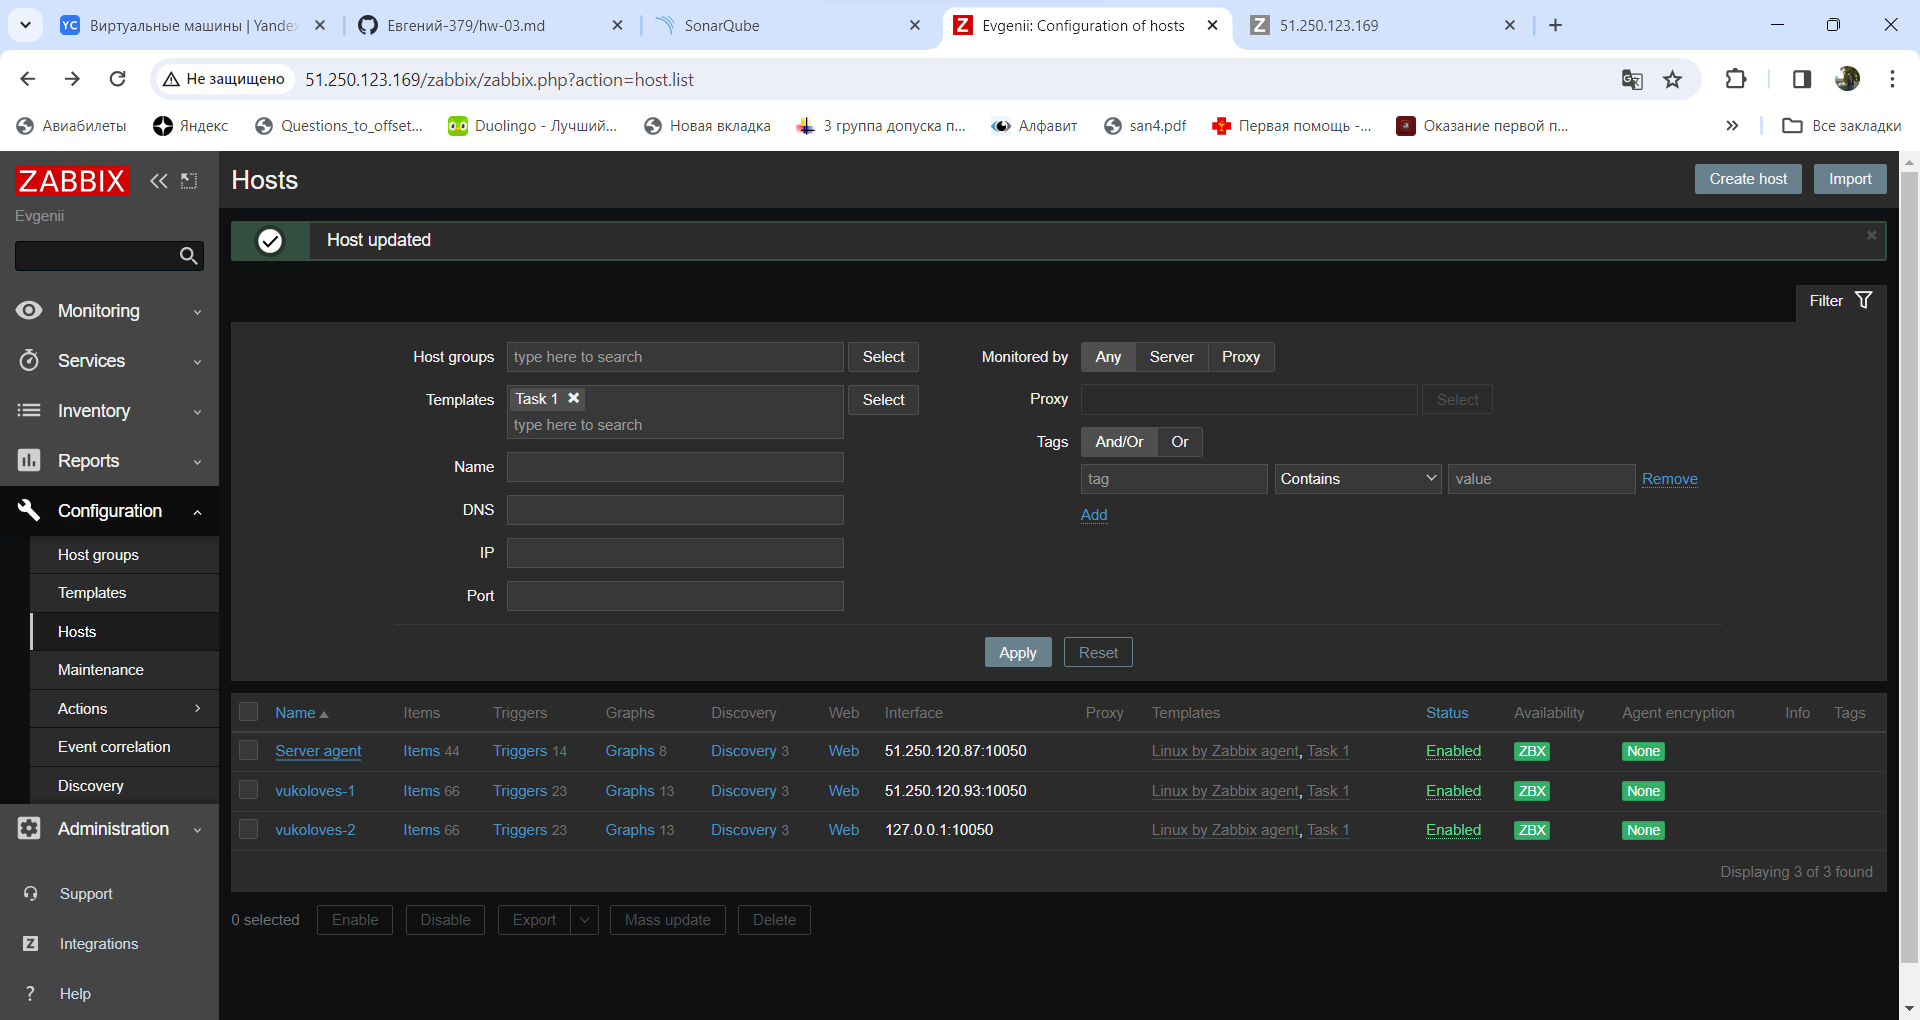 YC Виртуальные машины | Yande
Евгений-379/hw-03.md
SonarQube
Z Evgenii: Configuration of hosts
Z 51.250.123.169
Не защищено 51.250.123.169/zabbix/zabbix.php?action=host.list
Авиабилеты
Яндекс
Questions_to_offset...
Duolingo - Лучший...
Новая вкладка
3 группа допуска п...
Алфавит
san4.pdf
Первая помощь -...
Оказание первой п...
Все закладки
ZABBIX
Evgenii
Monitoring
Services
Inventory
Reports
Configuration
Host groups
Templates
Hosts
Maintenance
Actions
Event correlation
Discovery
Administration
Support
Z Integrations
? Help
Hosts
Create host Import
Host updated
Filter
Host groups type here to search Select
Templates Task 1 Select
type here to search
Name
DNS
IP
Port
Monitored by Any Server Proxy
Proxy Select
Tags And/Or Or
tag Contains value Remove
Add
Apply Reset
Name Items Triggers Graphs Discovery Web Interface Proxy Templates Status Availability Agent encryption Info Tags
Server agent Items 44 Triggers 14 Graphs 8 Discovery 3 Web 51.250.120.87:10050 Linux by Zabbix agent, Task 1 Enabled ZBX None
vukoloves-1 Items 66 Triggers 23 Graphs 13 Discovery 3 Web 51.250.120.93:10050 Linux by Zabbix agent, Task 1 Enabled ZBX None
vukoloves-2 Items 66 Triggers 23 Graphs 13 Discovery 3 Web 127.0.0.1:10050 Linux by Zabbix agent, Task 1 Enabled ZBX None
Displaying 3 of 3 found
0 selected Enable Disable Export Mass update Delete